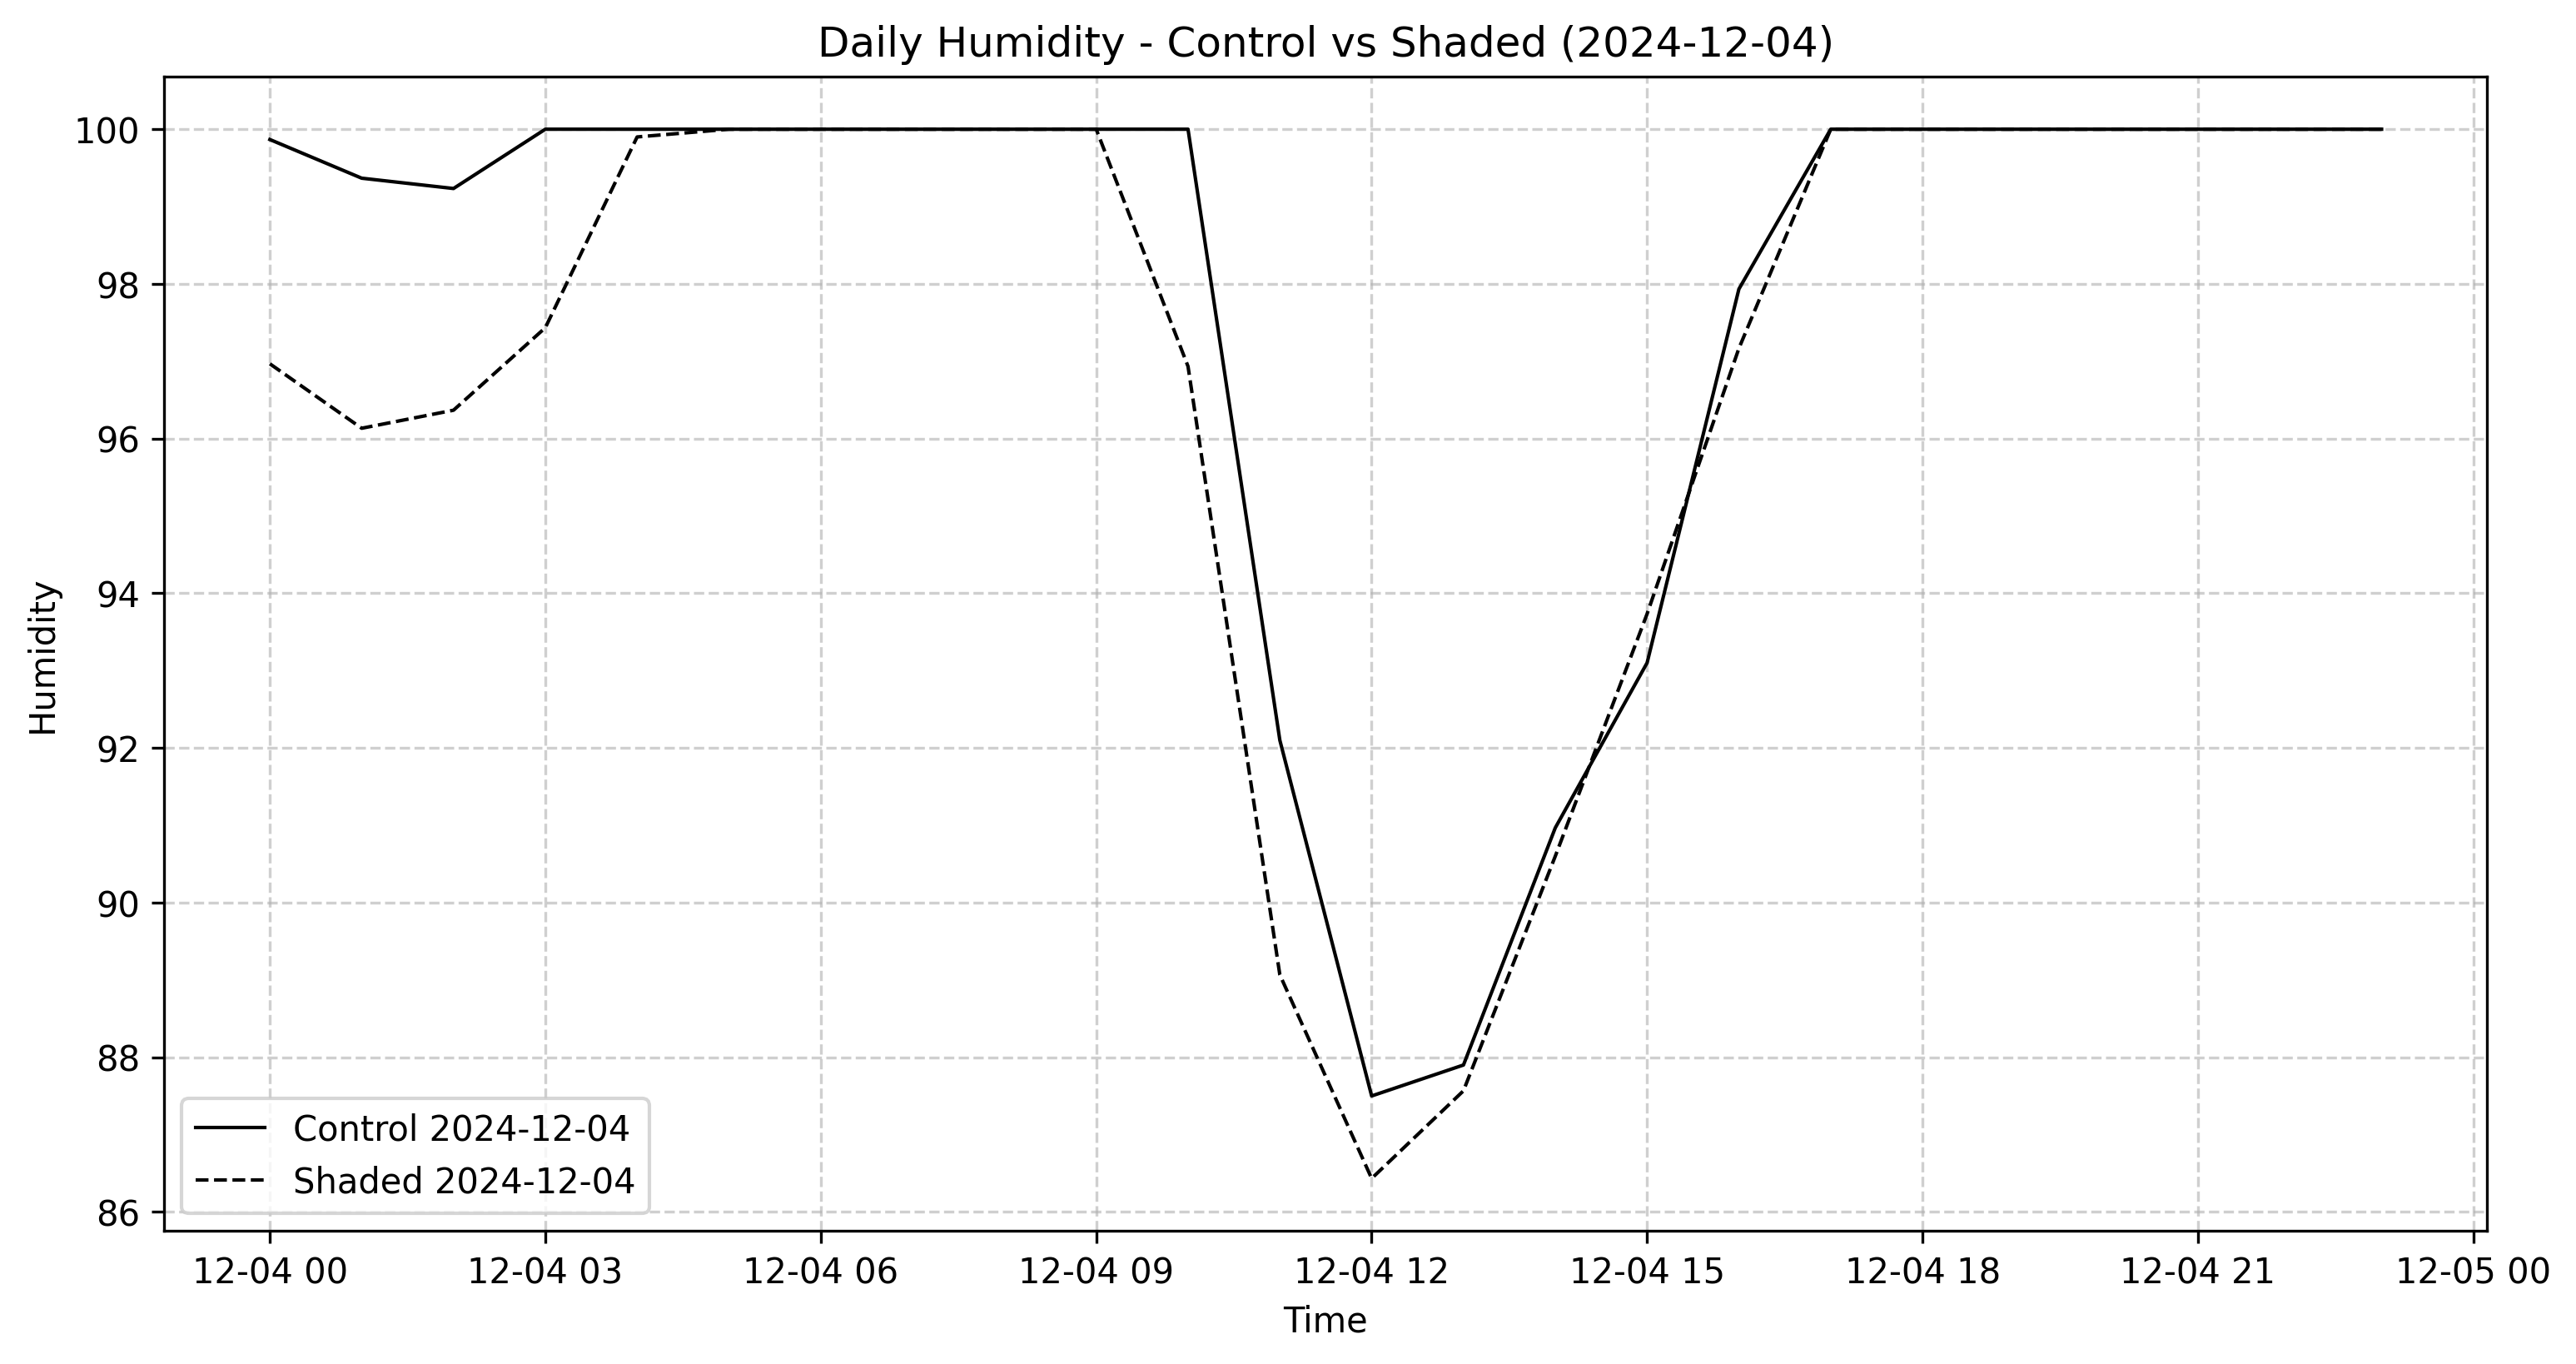 Daily Humidity - Control vs Shaded (2024-12-04)
100
98
96
94
92
90
88
86
Humidity
Control 2024-12-04
Shaded 2024-12-04
12-04 00 12-04 03 12-04 06 12-04 09 12-04 12 12-04 15 12-04 18 12-04 21 12-05 00
Time